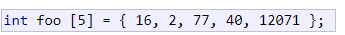 int foo [5] = { 16, 2, 77, 40, 12071 };